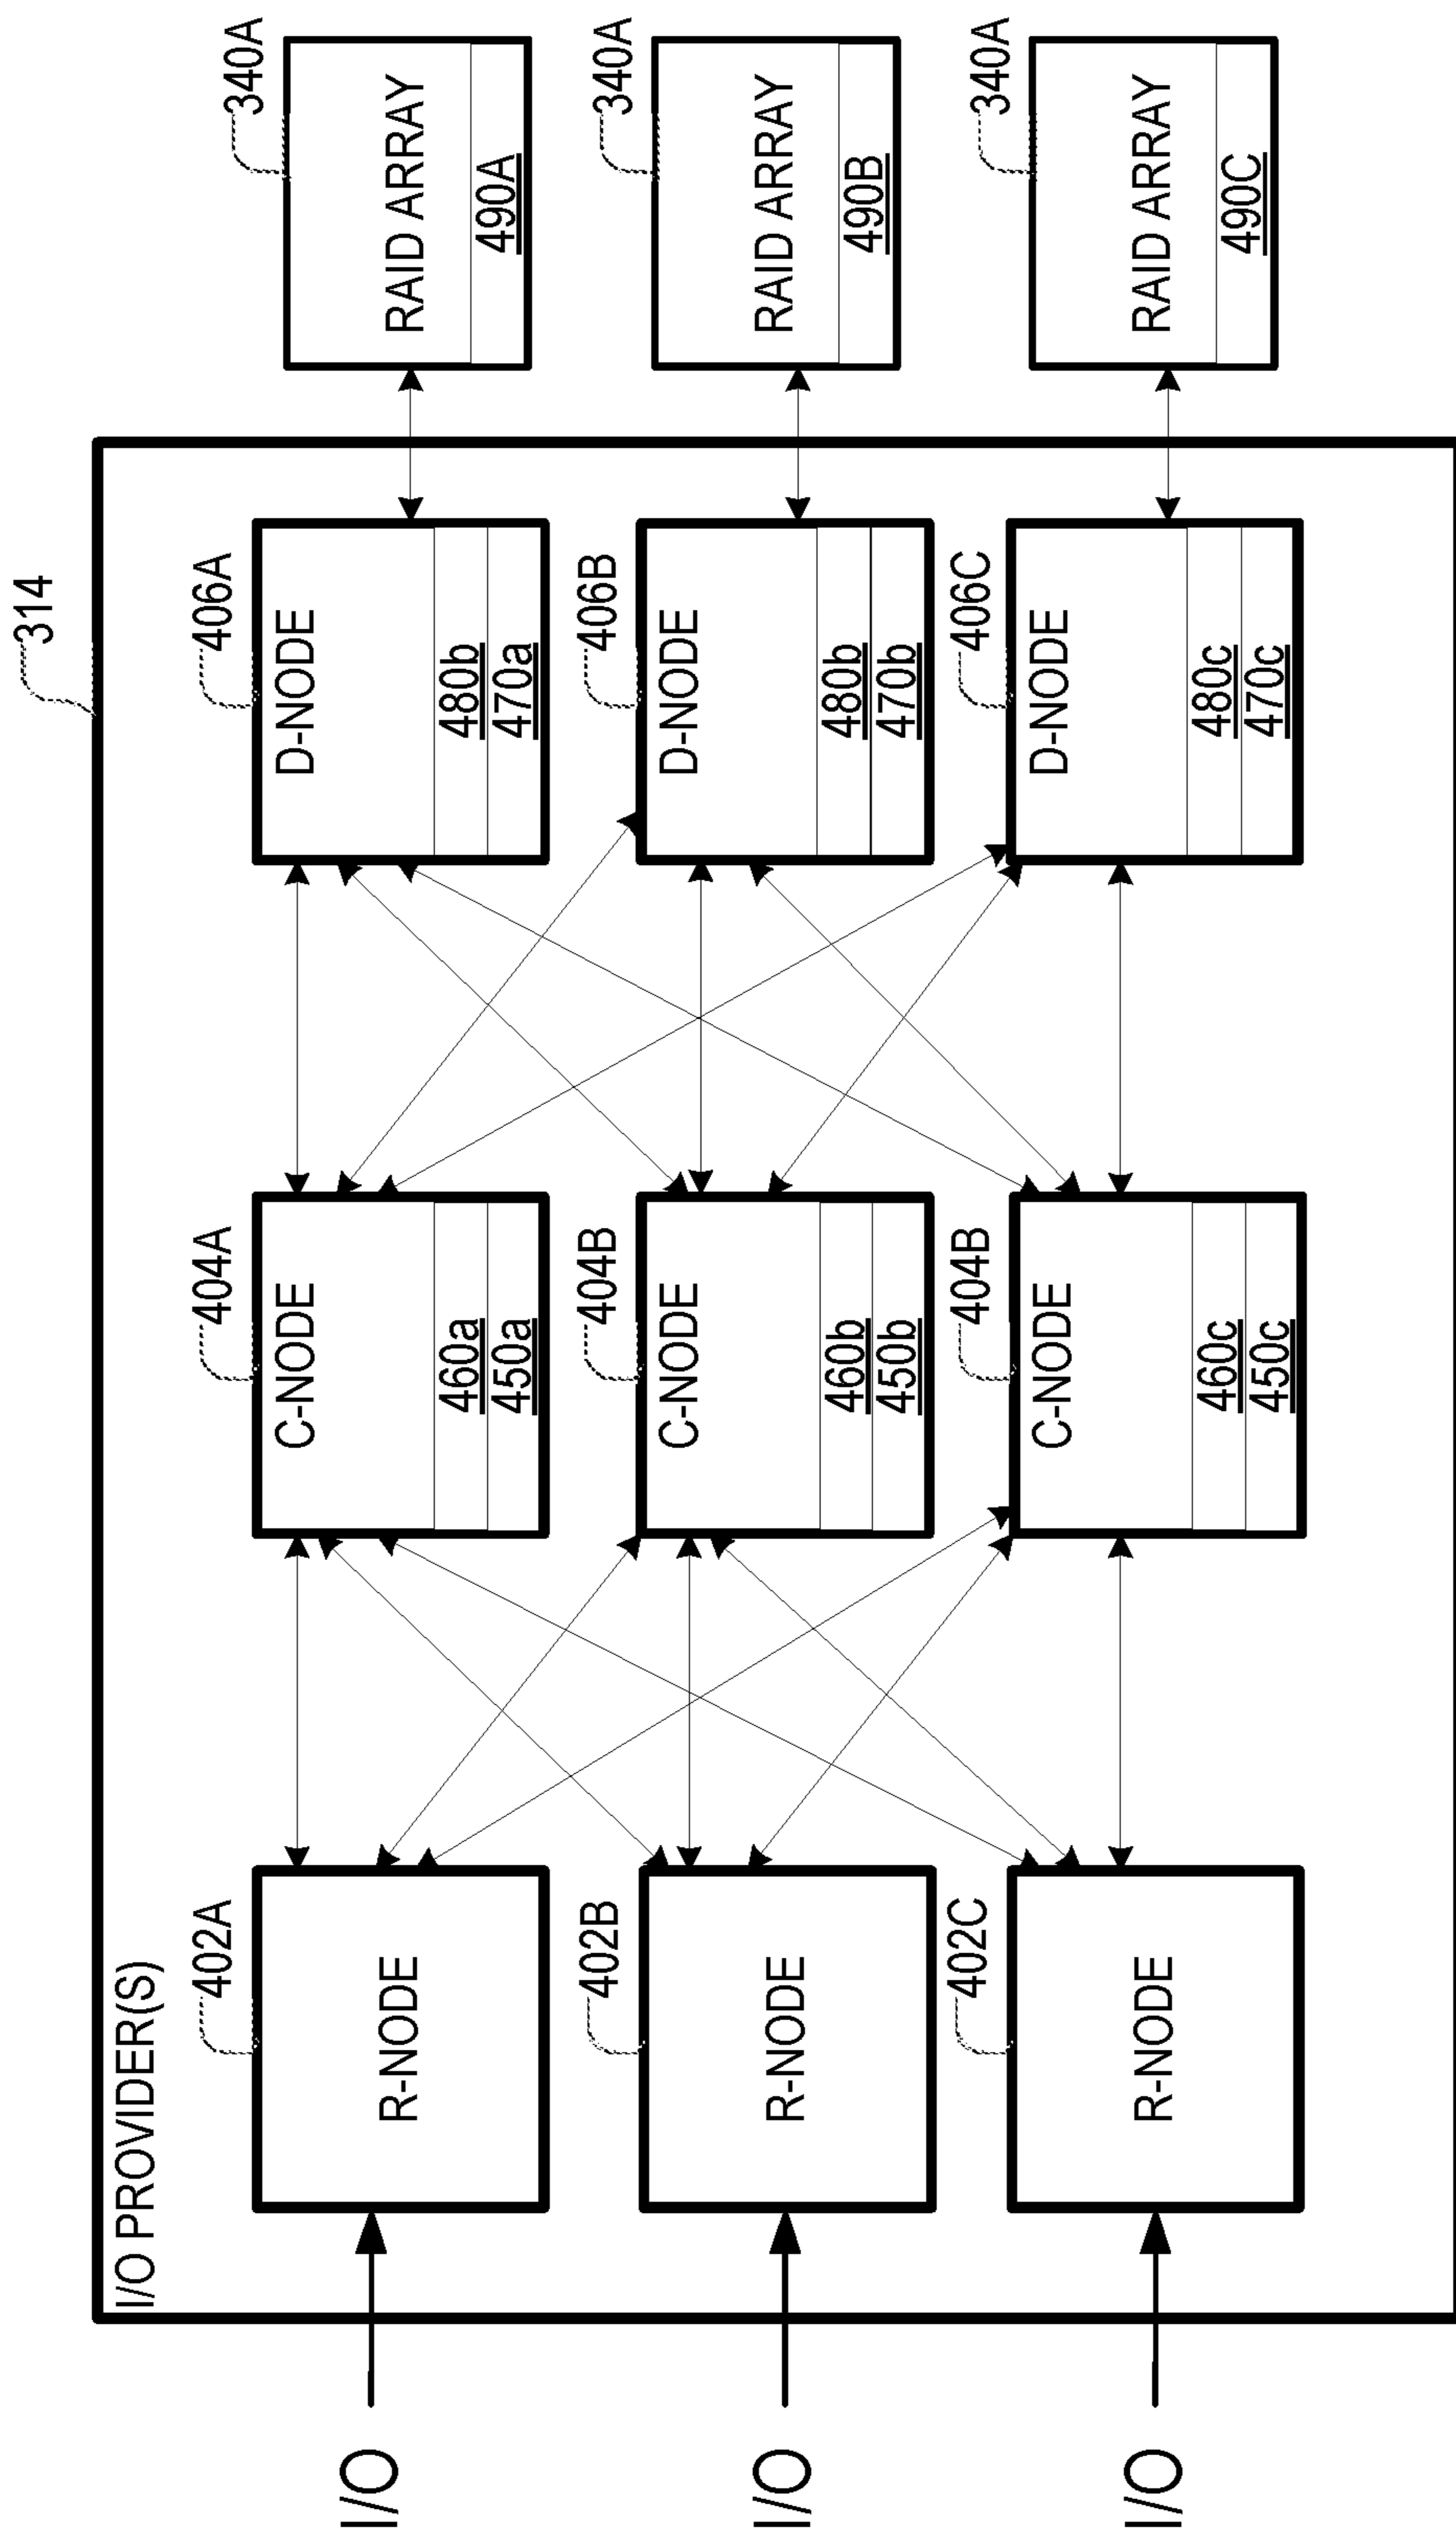 314
I/O PROVIDER(S)
I/O
402A
R-NODE
404A
C-NODE
460a
450a
406A
D-NODE
480b
470a
340A
RAID ARRAY
490A
I/O
402B
R-NODE
404B
C-NODE
460b
450b
406B
D-NODE
480b
470b
340A
RAID ARRAY
490B
I/O
402C
R-NODE
404B
C-NODE
460c
450c
406C
D-NODE
480c
470c
340A
RAID ARRAY
490C